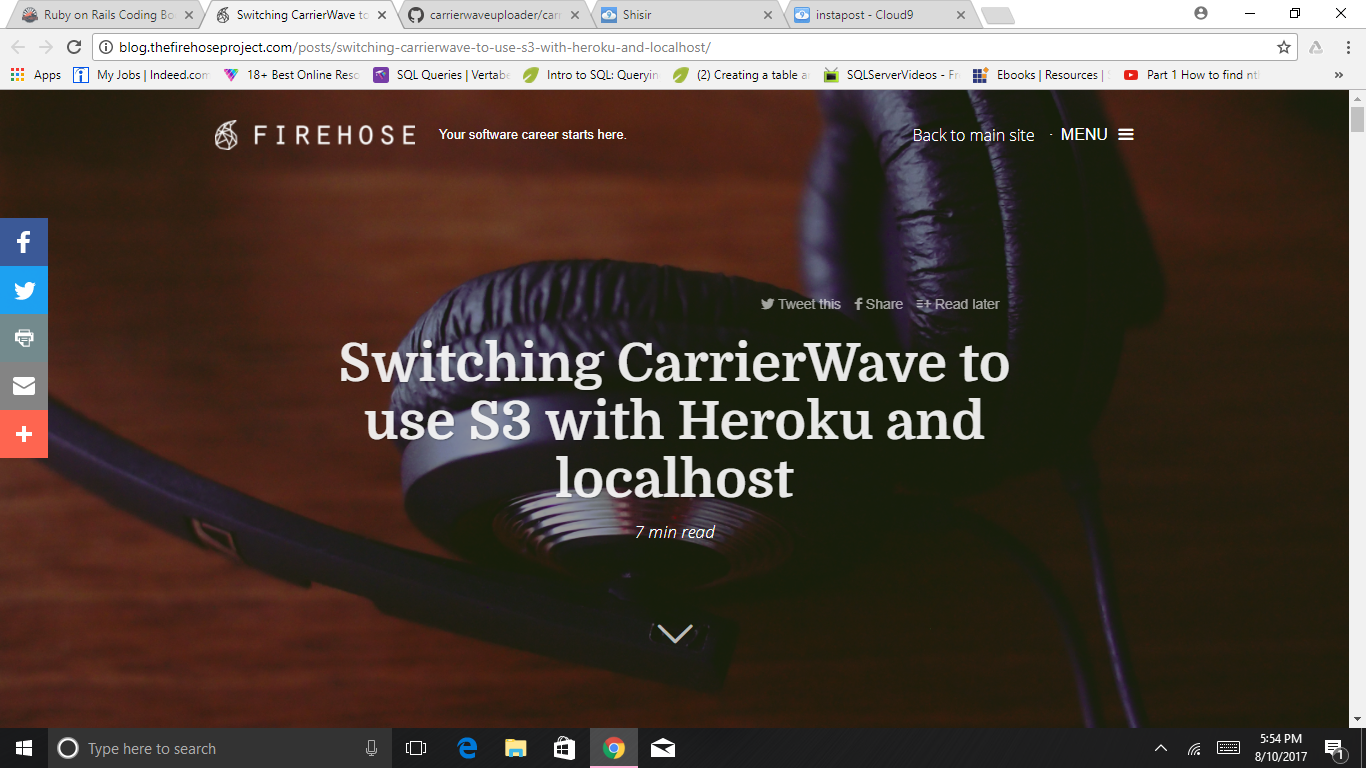 Ruby on Rails Coding Bo
Switching CarrierWave to
carrierwaveuploader/carr
Shisir
instapost - Cloud9
blog.thefirehoseproject.com/posts/switching-carrierwave-to-use-s3-with-heroku-and-localhost/
Apps
My Jobs | Indeed.com
18+ Best Online Reso
SQL Queries | Vertabe
Intro to SQL: Queryin
(2) Creating a table a
SQLServerVideos - Fr
Ebooks | Resources |
Part 1 How to find nt
»
FIREHOSE
Your software career starts here.
Back to main site · MENU
Tweet this
Share
Read later
Switching CarrierWave to
use S3 with Heroku and
localhost
7 min read
Type here to search
5:54 PM
8/10/2017
1